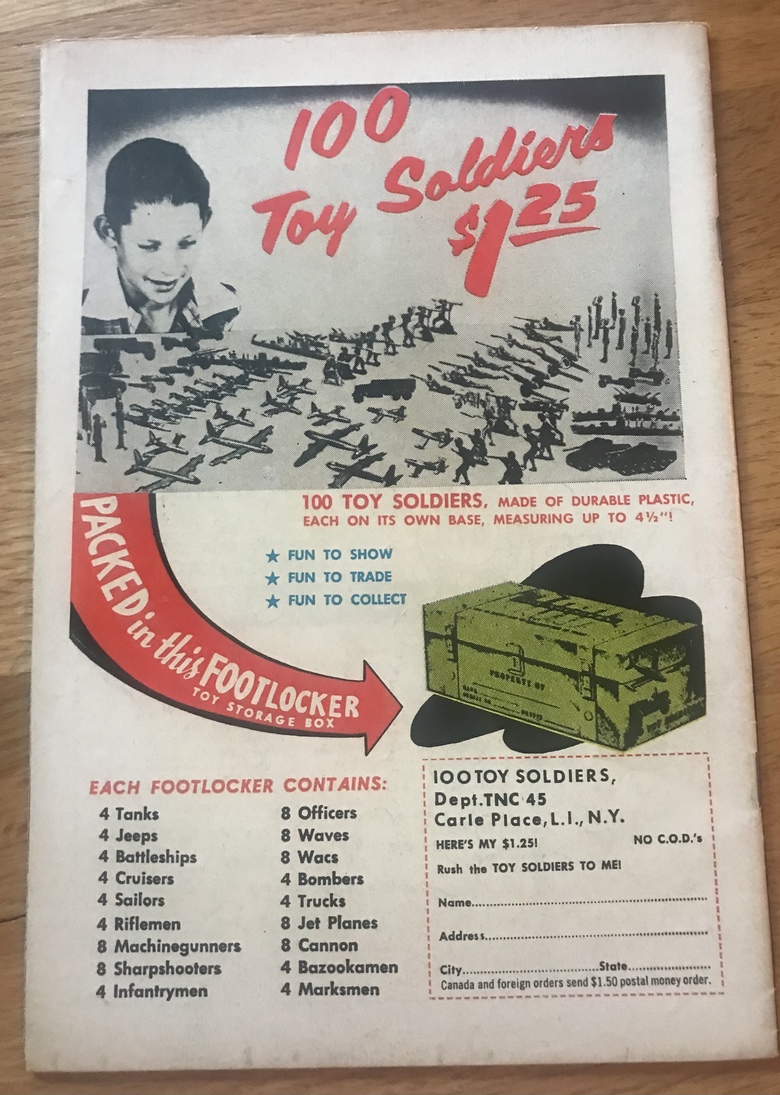 100
Toy Soldiers
$1.25
100 TOY SOLDIERS, MADE OF DURABLE PLASTIC,
EACH ON ITS OWN BASE, MEASURING UP TO 4½"!
★ FUN TO SHOW
★ FUN TO TRADE
★ FUN TO COLLECT
PACKED in this FOOTLOCKER
TOY STORAGE BOX
PROPERTY OF
EACH FOOTLOCKER CONTAINS:
4 Tanks
4 Jeeps
4 Battleships
4 Cruisers
4 Sailors
4 Riflemen
8 Machinegunners
8 Sharpshooters
4 Infantrymen
8 Officers
8 Waves
8 Wacs
4 Bombers
4 Trucks
8 Jet Planes
8 Cannon
4 Bazookamen
4 Marksmen
100 TOY SOLDIERS,
Dept. TNC 45
Carle Place, L.I., N.Y.
HERE'S MY $1.25! NO C.O.D.'s
Rush the TOY SOLDIERS TO ME!
Name
Address
City State
Canada and foreign orders send $1.50 postal money order.